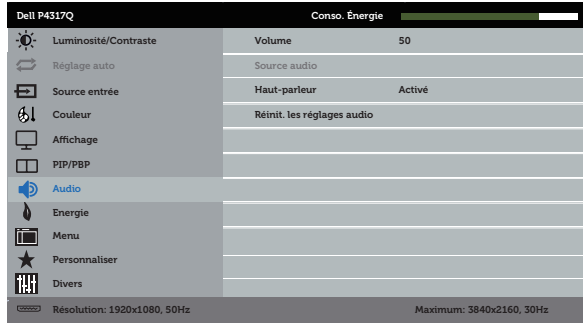 Dell P4317Q Conso. Énergie
Luminosité/Contraste Volume 50
Réglage auto Source audio
Source entrée Haut-parleur Activé
Couleur Réinit. les réglages audio
Affichage
PIP/PBP
Audio
Energie
Menu
Personnaliser
Divers
Résolution: 1920x1080, 50Hz Maximum: 3840x2160, 30Hz